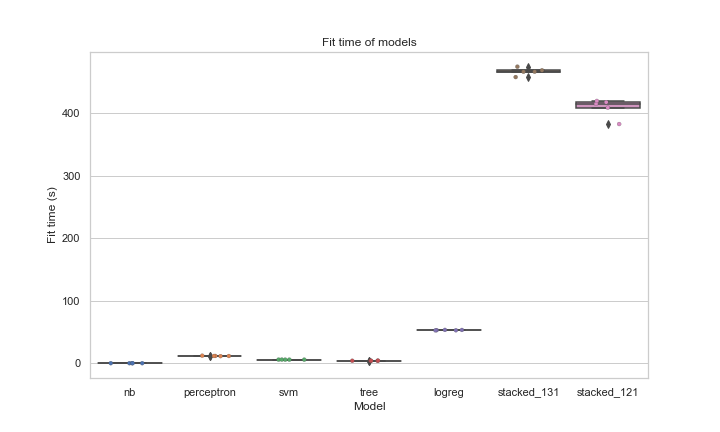 Fit time of models
Fit time (s)
400
300
200
100
0
nb perceptron svm tree logreg stacked_131 stacked_121
Model